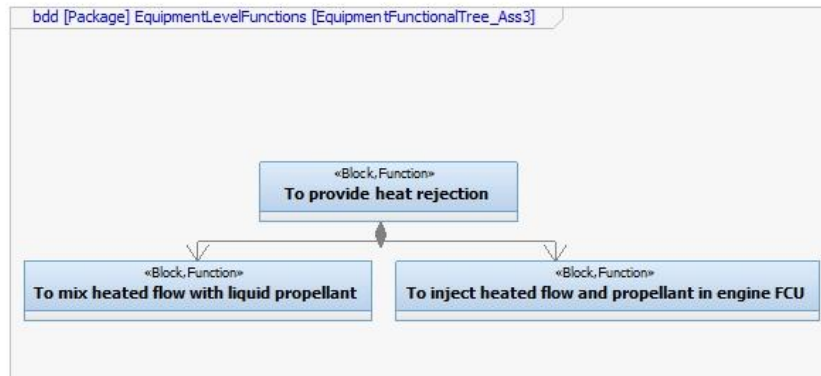 bdd [Package] EquipmentLevelFunctions [EquipmentFunctionalTree_Ass3]
«Block,Function»
To provide heat rejection
«Block,Function»
To mix heated flow with liquid propellant
«Block,Function»
To inject heated flow and propellant in engine FCU